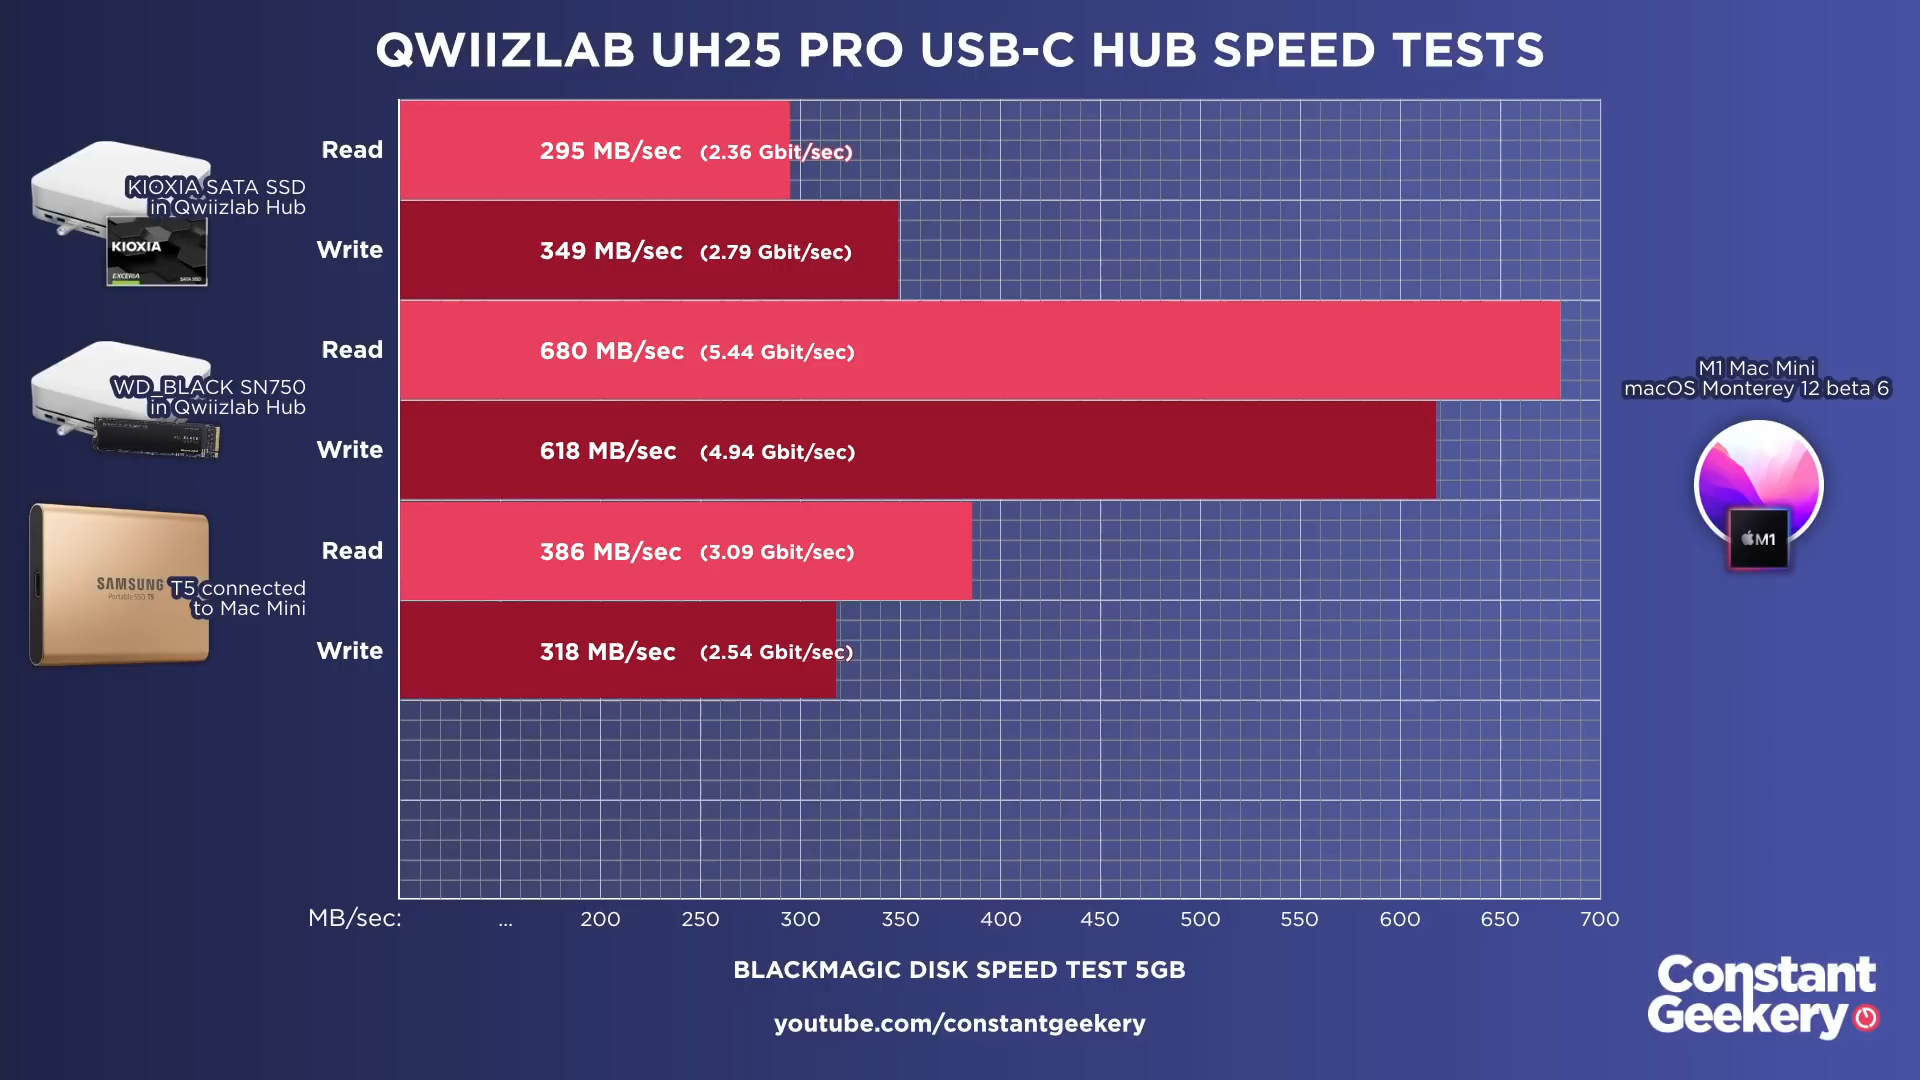 QWIIZLAB UH25 PRO USB-C HUB SPEED TESTS
Read
295 MB/sec (2.36 Gbit/sec)
KIOXIA SATA SSD
in Qwiizlab Hub
KIOXIA
EXCERIA
SATA SSD
Write
349 MB/sec (2.79 Gbit/sec)
Read
680 MB/sec (5.44 Gbit/sec)
WD_BLACK SN750
in Qwiizlab Hub
Write
618 MB/sec (4.94 Gbit/sec)
M1 Mac Mini
macOS Monterey 12 beta 6
M1
Read
386 MB/sec (3.09 Gbit/sec)
SAMSUNG
Portable SSD T5
T5 connected
to Mac Mini
Write
318 MB/sec (2.54 Gbit/sec)
MB/sec: ... 200 250 300 350 400 450 500 550 600 650 700
BLACKMAGIC DISK SPEED TEST 5GB
youtube.com/constantgeekery
Constant
Geekery